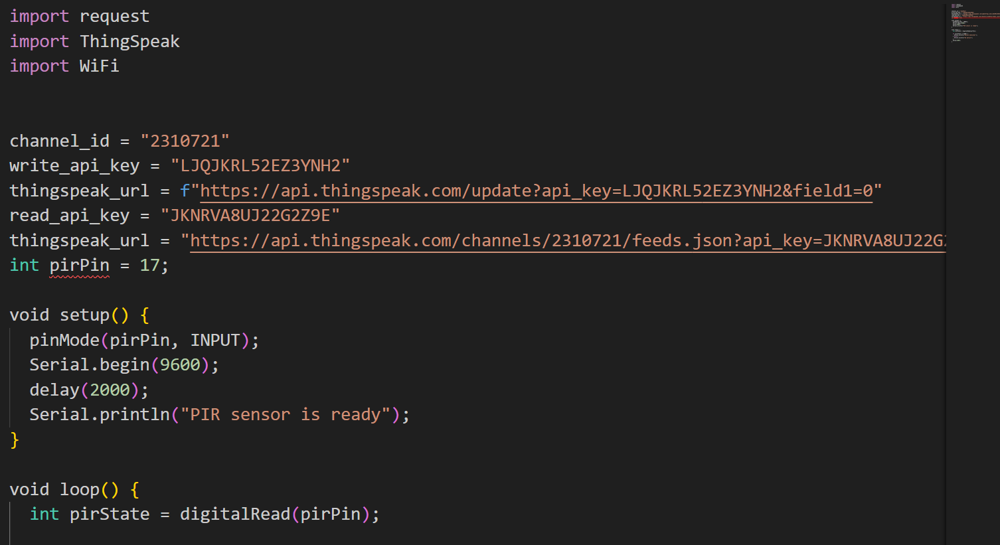 import request
import ThingSpeak
import WiFi
channel_id = "2310721"
write_api_key = "LJQJKRL52EZ3YNH2"
thingspeak_url = f"https://api.thingspeak.com/update?api_key=LJQJKRL52EZ3YNH2&field1=0"
read_api_key = "JKNRVA8UJ22G2Z9E"
thingspeak_url = "https://api.thingspeak.com/channels/2310721/feeds.json?api_key=JKNRVA8UJ22G
int pirPin = 17;
void setup() {
  pinMode(pirPin, INPUT);
  Serial.begin(9600);
  delay(2000);
  Serial.println("PIR sensor is ready");
}
void loop() {
  int pirState = digitalRead(pirPin);